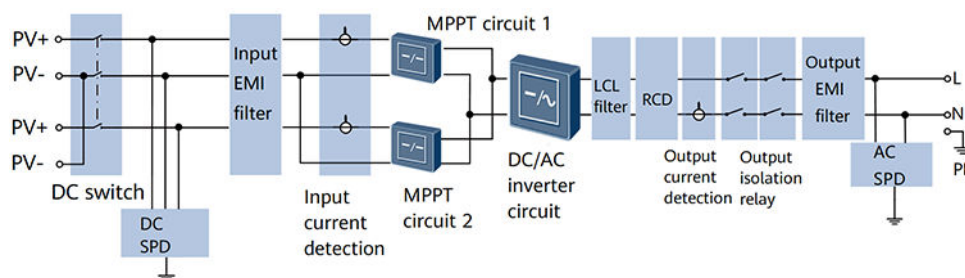 PV+
PV-
PV+
PV-
DC switch
DC
SPD
Input
EMI
filter
Input
current
detection
MPPT circuit 1
MPPT
circuit 2
DC/AC
inverter
circuit
LCL
filter
RCD
Output
current
detection
Output
isolation
relay
Output
EMI
filter
AC
SPD
L
N